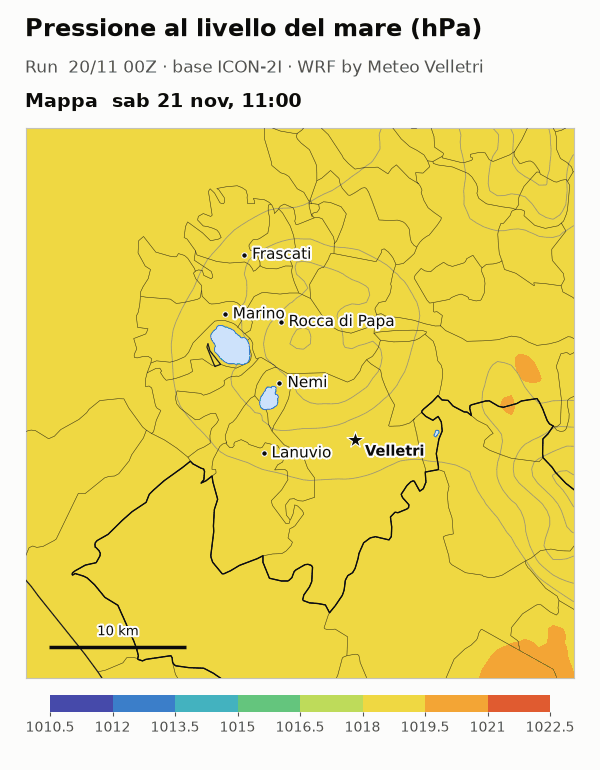 Pressione al livello del mare (hPa)
Run  20/11 00Z · base ICON-2I · WRF by Meteo Velletri
Mappa  sab 21 nov, 11:00
Frascati
Marino
Rocca di Papa
Nemi
Velletri
Lanuvio
10 km
1010.5 1012 1013.5 1015 1016.5 1018 1019.5 1021 1022.5